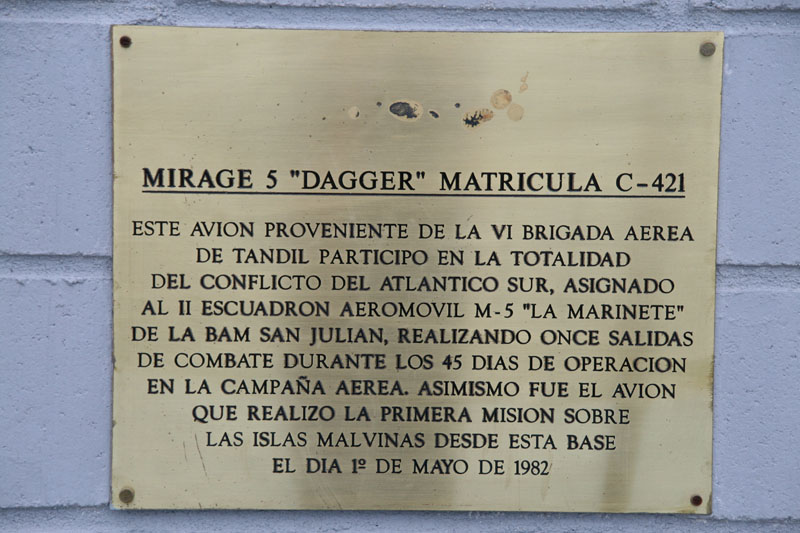 MIRAGE 5 "DAGGER" MATRICULA C-421
ESTE AVION PROVENIENTE DE LA VI BRIGADA AEREA
DE TANDIL PARTICIPO EN LA TOTALIDAD
DEL CONFLICTO DEL ATLANTICO SUR, ASIGNADO
AL II ESCUADRON AEROMOVIL M-5 "LA MARINETE"
DE LA BAM SAN JULIAN, REALIZANDO ONCE SALIDAS
DE COMBATE DURANTE LOS 45 DIAS DE OPERACION
EN LA CAMPAÑA AEREA. ASIMISMO FUE EL AVION
QUE REALIZO LA PRIMERA MISION SOBRE
LAS ISLAS MALVINAS DESDE ESTA BASE
EL DIA 1º DE MAYO DE 1982